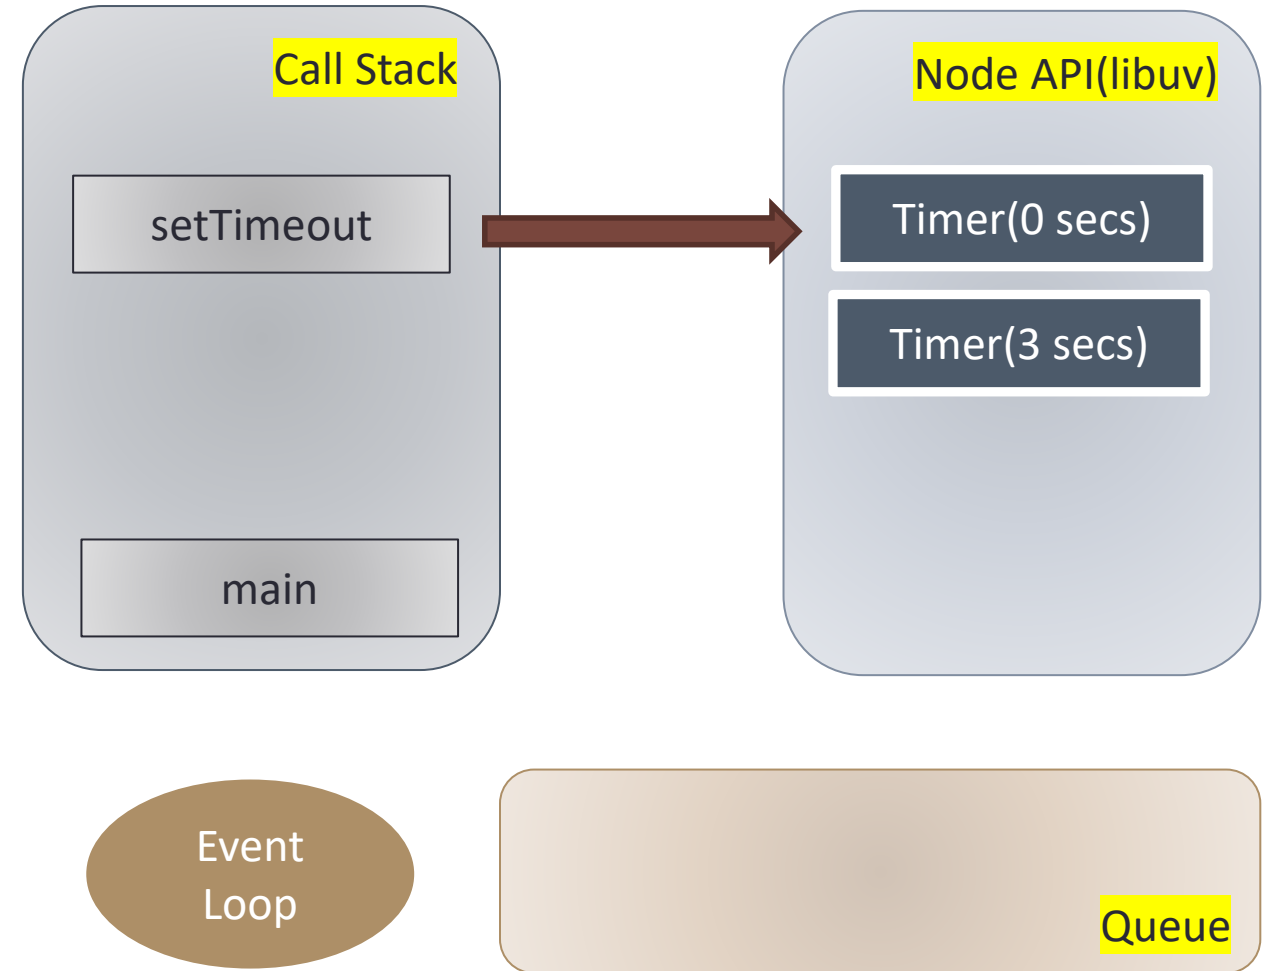 Call Stack
setTimeout
main
Node API(libuv)
Timer(0 secs)
Timer(3 secs)
Event
Loop
Queue